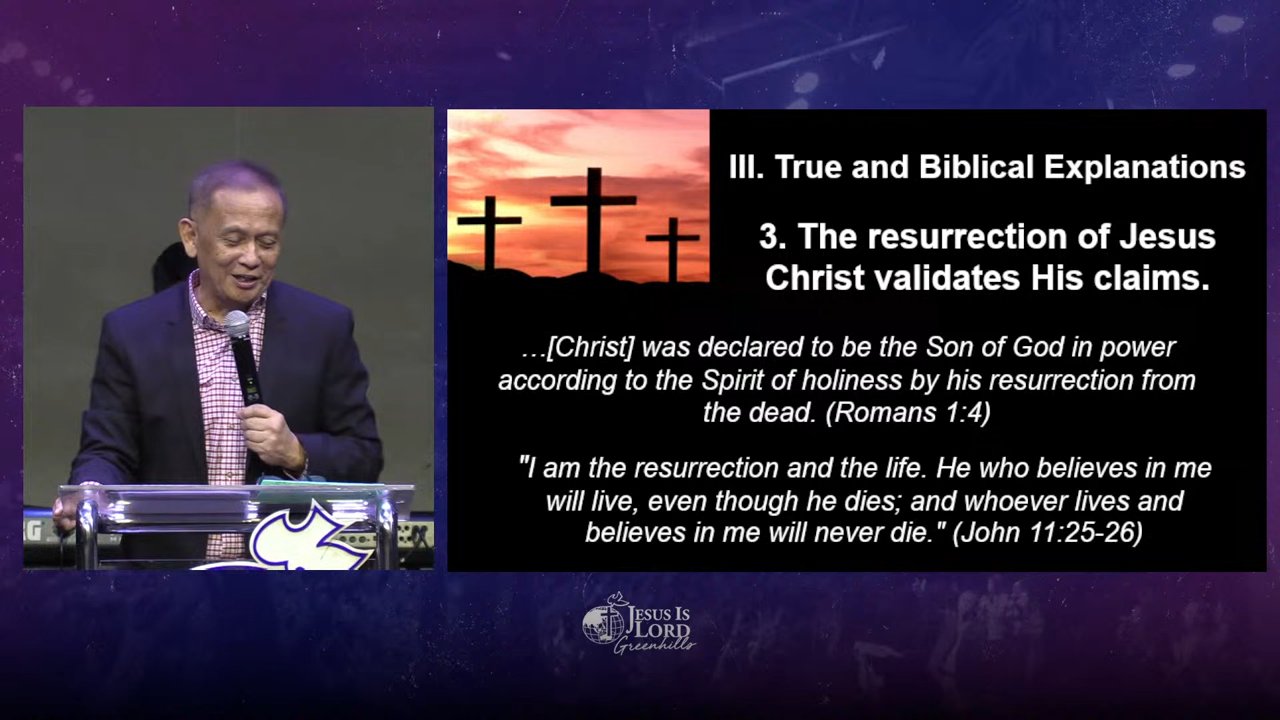 III. True and Biblical Explanations
3. The resurrection of Jesus
Christ validates His claims.
…[Christ] was declared to be the Son of God in power
according to the Spirit of holiness by his resurrection from
the dead. (Romans 1:4)
"I am the resurrection and the life. He who believes in me
will live, even though he dies; and whoever lives and
believes in me will never die." (John 11:25-26)
JESUS IS
LORD
Greenhills